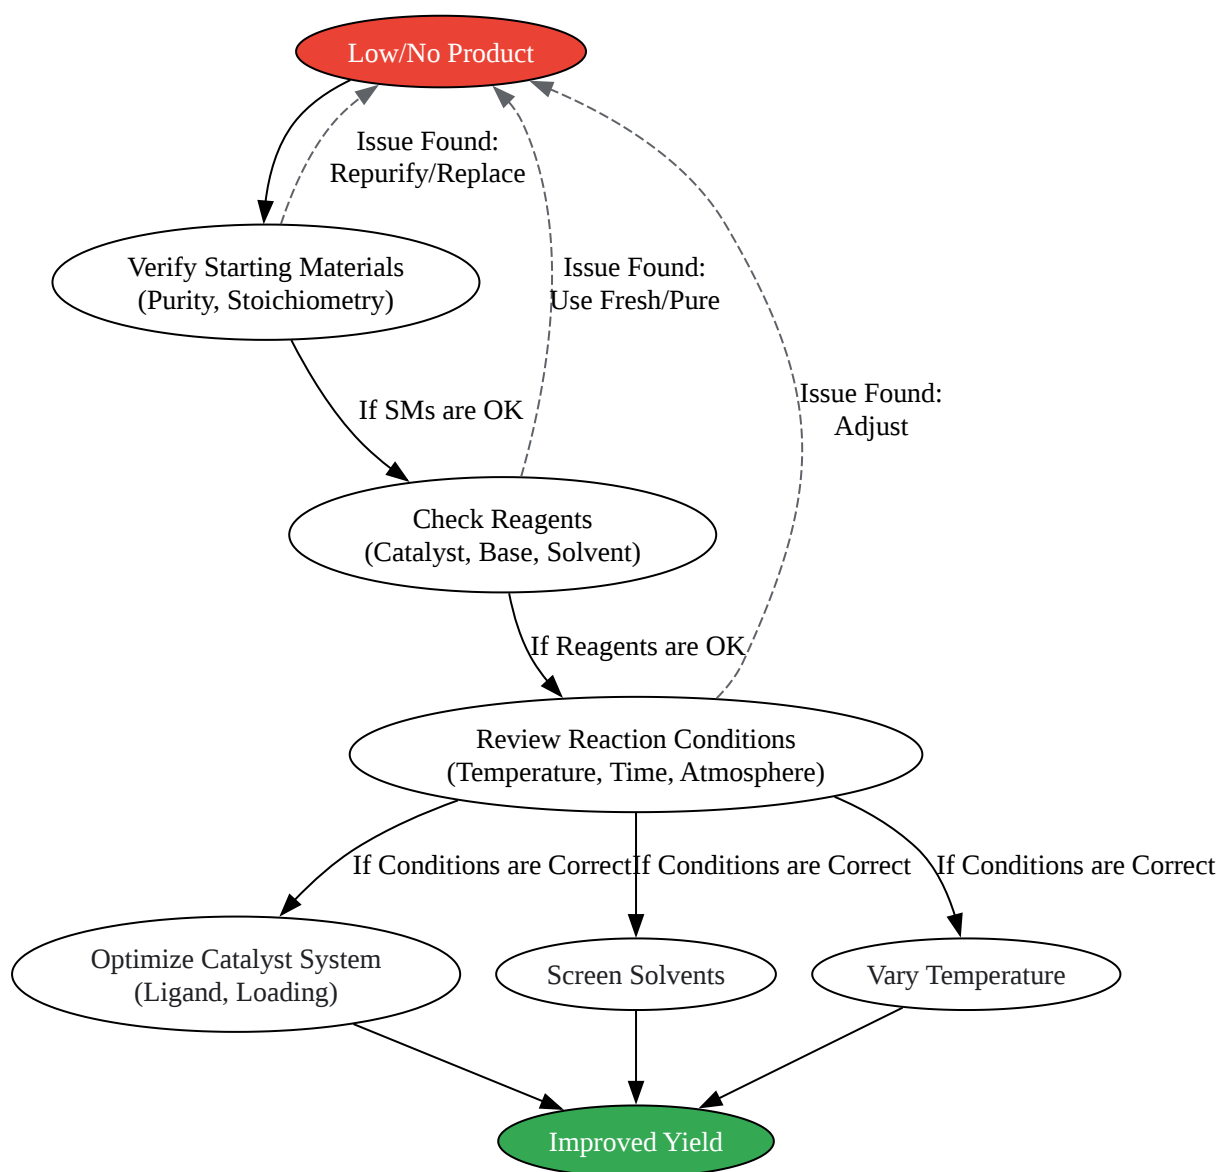 Low/No Product
Issue Found:
Repurify/Replace
Verify Starting Materials
(Purity, Stoichiometry)
Issue Found:
Use Fresh/Pure
Issue Found:
Adjust
If SMs are OK
Check Reagents
(Catalyst, Base, Solvent)
If Reagents are OK
Review Reaction Conditions
(Temperature, Time, Atmosphere)
If Conditions are Correct
If Conditions are Correct
If Conditions are Correct
Optimize Catalyst System
(Ligand, Loading)
Screen Solvents
Vary Temperature
Improved Yield